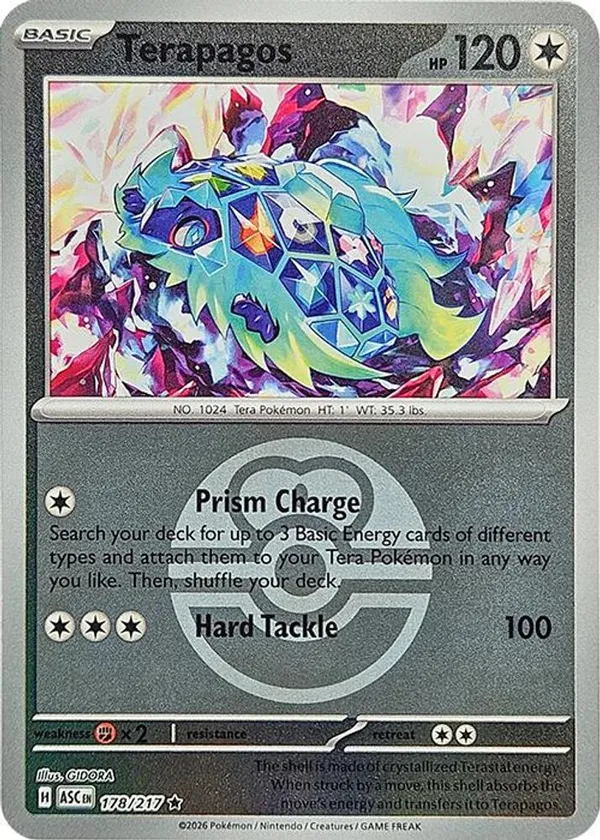 BASIC Terapagos HP 120
NO. 1024 Tera Pokémon HT: 1' WT: 35.3 lbs.
Prism Charge
Search your deck for up to 3 Basic Energy cards of different
types and attach them to your Tera Pokémon in any way
you like. Then, shuffle your deck.
Hard Tackle 100
weakness ×2 resistance retreat
Illus. GIDORA
H ASC EN 178/217
The shell is made of crystallized Terastal energy.
When struck by a move, this shell absorbs the
move's energy and transfers it to Terapagos.
©2026 Pokémon / Nintendo / Creatures / GAME FREAK